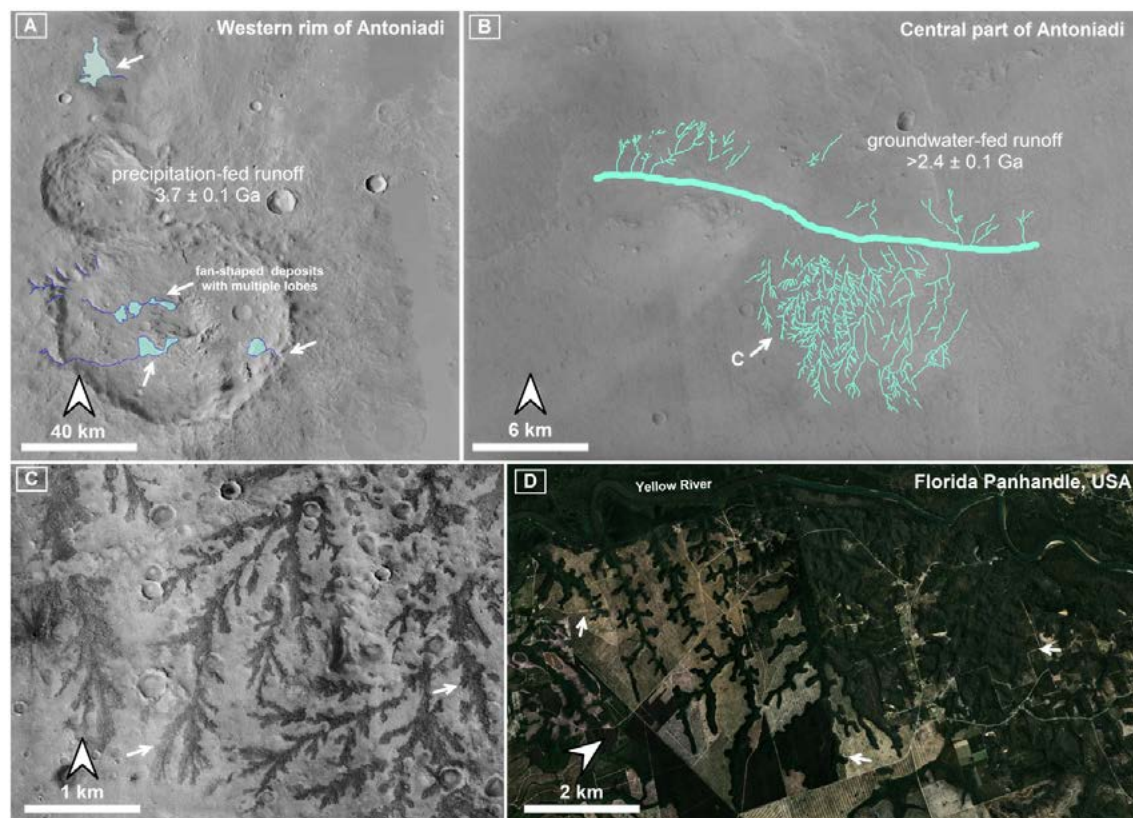 A
Western rim of Antoniadi
precipitation-fed runoff
3.7 ± 0.1 Ga
fan-shaped deposits
with multiple lobes
40 km
B
Central part of Antoniadi
groundwater-fed runoff
>2.4 ± 0.1 Ga
C
6 km
C
1 km
D
Yellow River
Florida Panhandle, USA
2 km